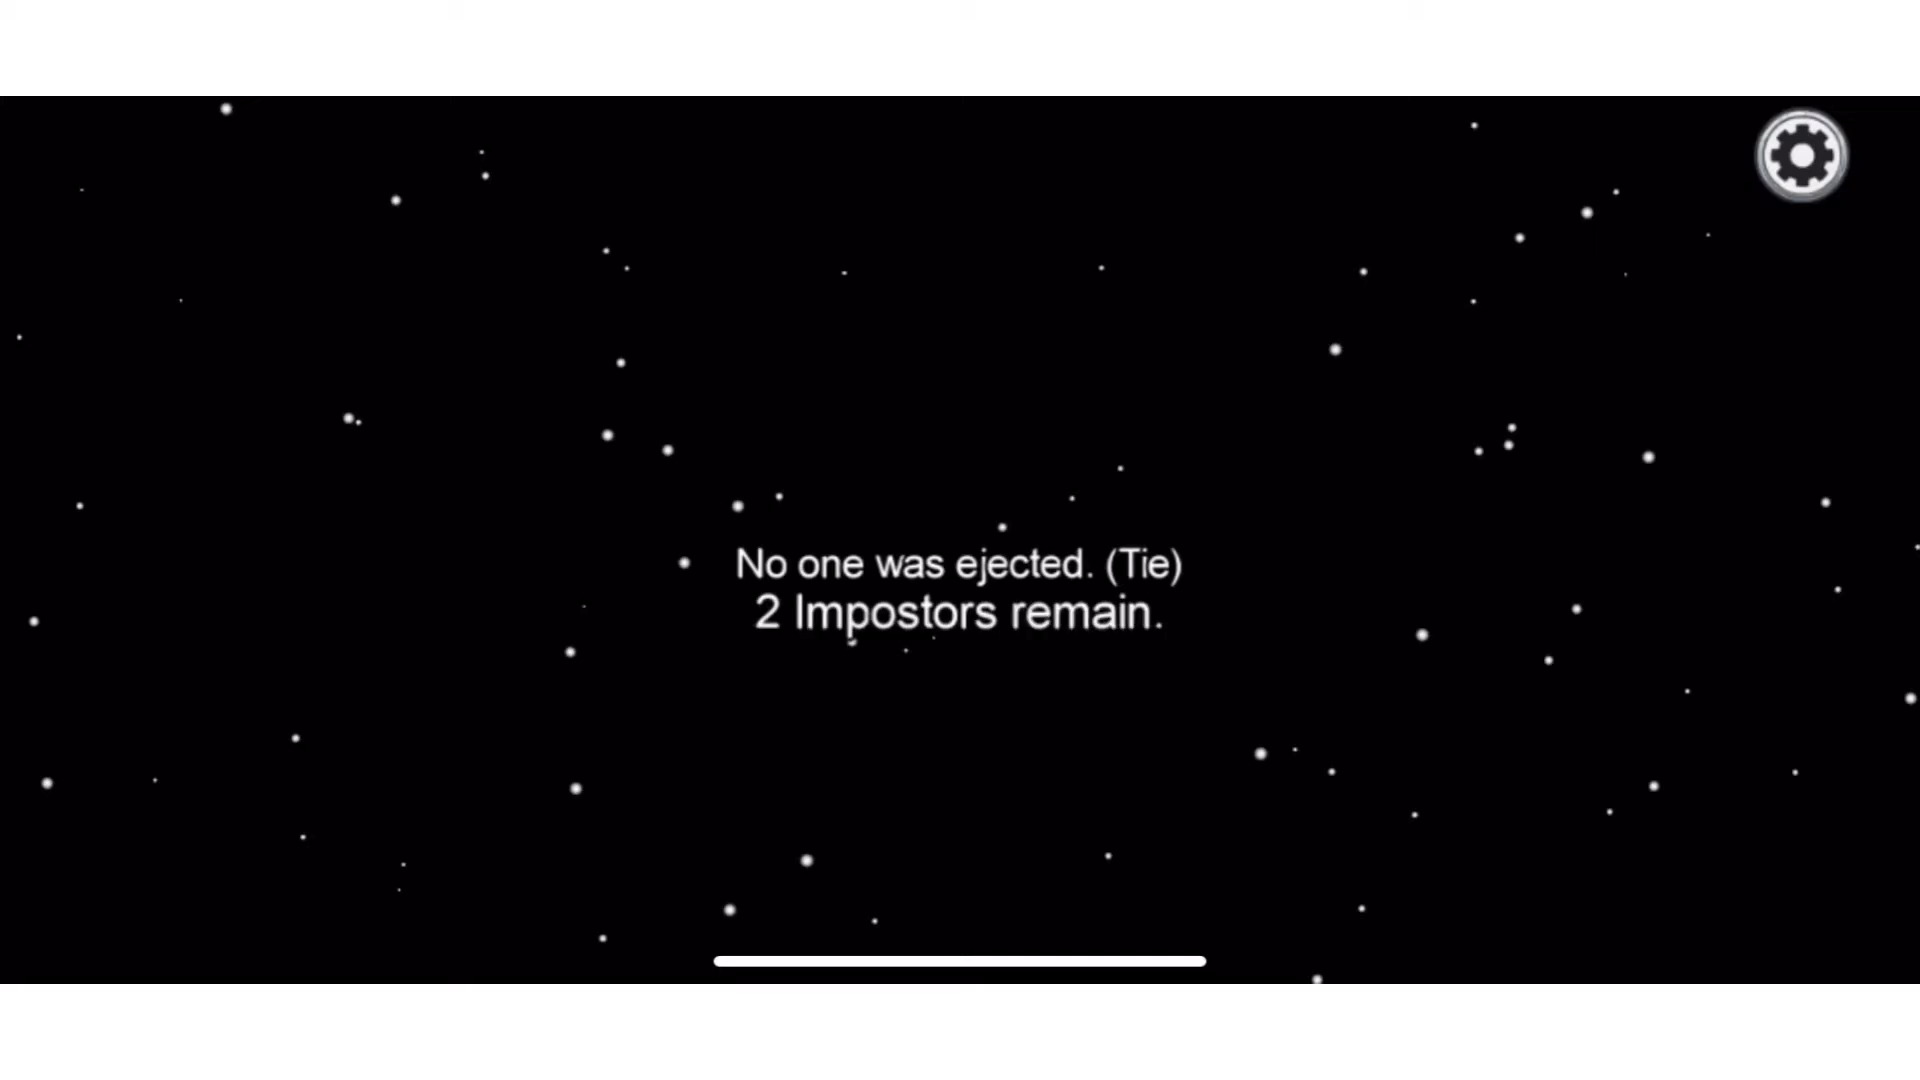 No one was ejected. (Tie)
2 Impostors remain.